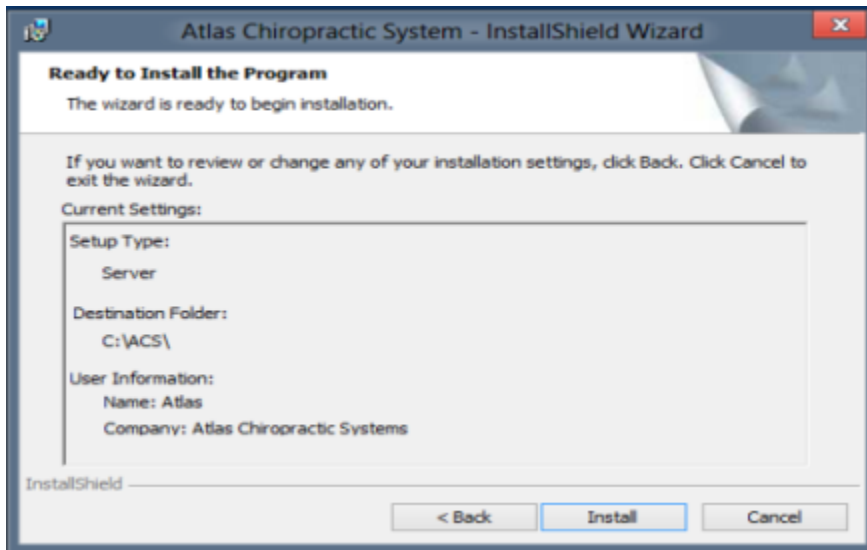 Atlas Chiropractic System - InstallShield Wizard
Ready to Install the Program
The wizard is ready to begin installation.
If you want to review or change any of your installation settings, click Back. Click Cancel to
exit the wizard.
Current Settings:
Setup Type:
Server
Destination Folder:
C:\ACS\
User Information:
Name: Atlas
Company: Atlas Chiropractic Systems
InstallShield
< Back
Install
Cancel